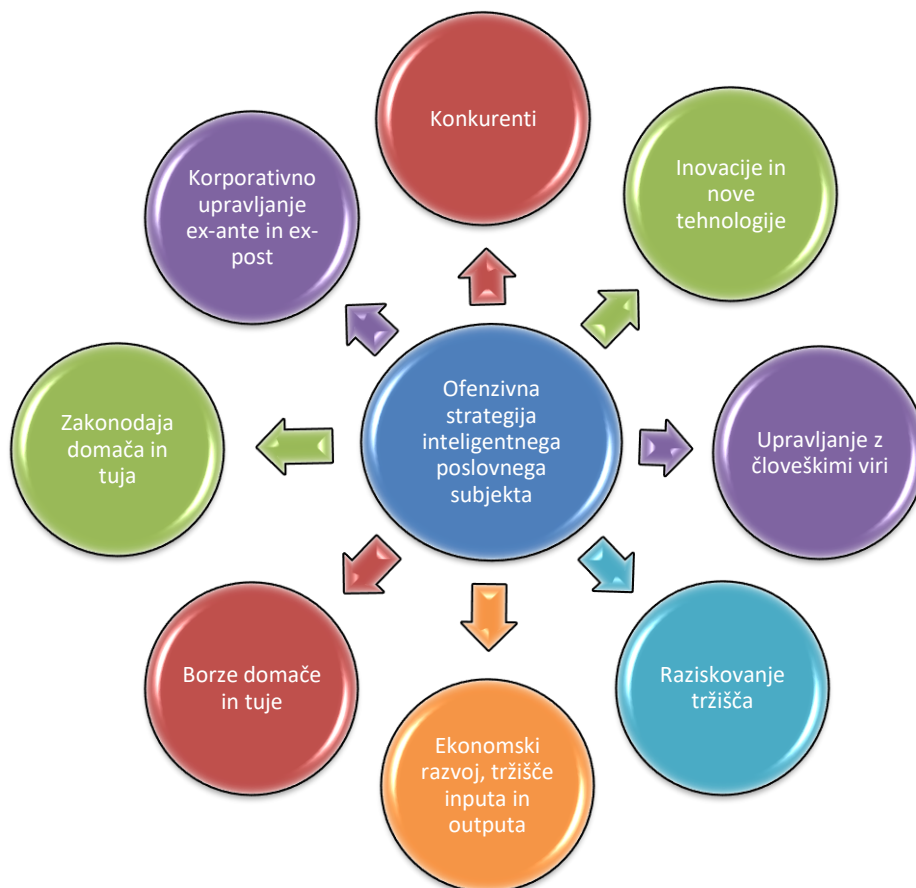 Konkurenti
Inovacije in
nove
tehnologije
Korporativno
upravljanje
ex-ante in ex-
post
Ofenzivna
strategija
inteligentnega
poslovnega
subjekta
Zakonodaja
domača in
tuja
Upravljanje z
človeškimi viri
Borze domače
in tuje
Raziskovanje
tržišča
Ekonomski
razvoj, tržišče
inputa in
outputa